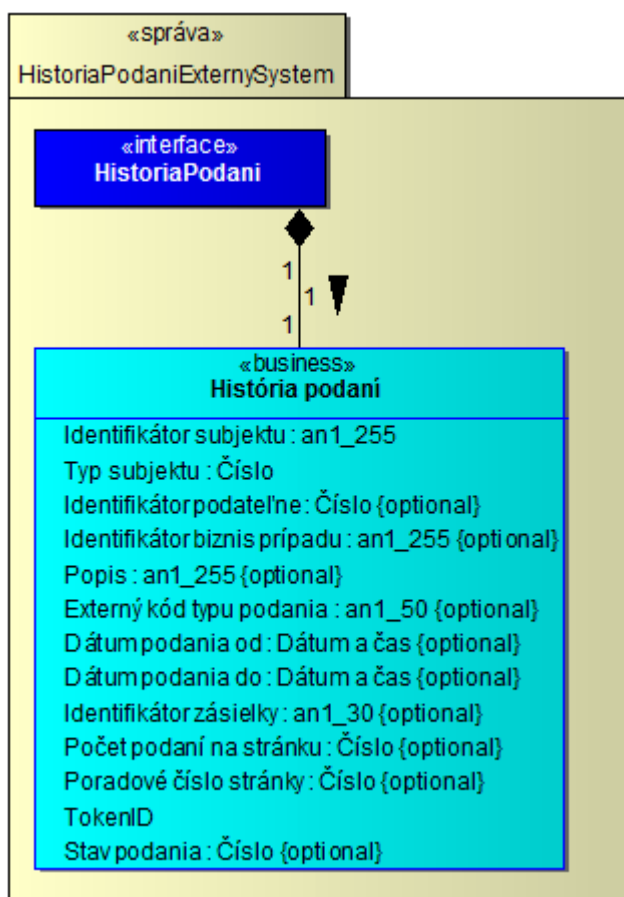 «správa»
HistoriaPodaniExternySystem
«interface»
HistoriaPodani
1
1
1
«business»
História podaní
Identifikátor subjektu : an1_255
Typ subjektu : Číslo
Identifikátor podateľne : Číslo {optional}
Identifikátor biznis prípadu : an1_255 {optional}
Popis : an1_255 {optional}
Externý kód typu podania : an1_50 {optional}
Dátum podania od : Dátum a čas {optional}
Dátum podania do : Dátum a čas {optional}
Identifikátor zásielky : an1_30 {optional}
Počet podaní na stránku : Číslo {optional}
Poradové číslo stránky : Číslo {optional}
TokenID
Stav podania : Číslo {optional}